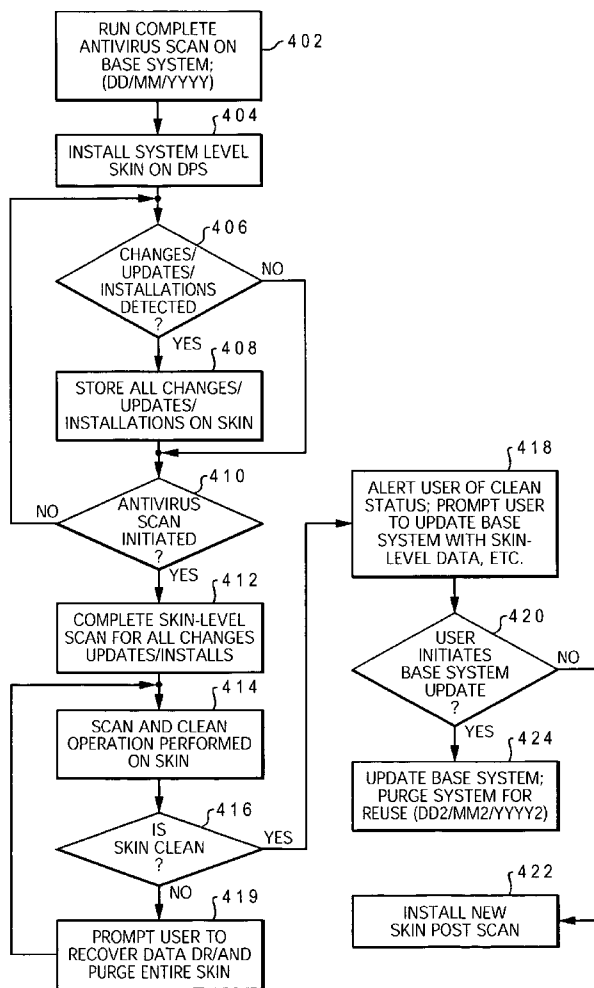 RUN COMPLETE
ANTIVIRUS SCAN ON
BASE SYSTEM;
(DD/MM/YYYY)
402
404
INSTALL SYSTEM LEVEL
SKIN ON DPS
406
CHANGES/
UPDATES/
INSTALLATIONS
DETECTED
?
NO
YES
408
STORE ALL CHANGES/
UPDATES/
INSTALLATIONS ON SKIN
410
NO
ANTIVIRUS
SCAN
INITIATED
?
YES
412
COMPLETE SKIN-LEVEL
SCAN FOR ALL CHANGES
UPDATES/INSTALLS
414
SCAN AND CLEAN
OPERATION PERFORMED
ON SKIN
416
IS
SKIN CLEAN
?
YES
NO
419
PROMPT USER TO
RECOVER DATA DR/AND
PURGE ENTIRE SKIN
418
ALERT USER OF CLEAN
STATUS; PROMPT USER
TO UPDATE BASE
SYSTEM WITH SKIN-
LEVEL DATA, ETC.
420
USER
INITIATES
BASE SYSTEM
UPDATE
?
NO
YES
424
UPDATE BASE SYSTEM;
PURGE SYSTEM FOR
REUSE (DD2/MM2/YYYY2)
422
INSTALL NEW
SKIN POST SCAN